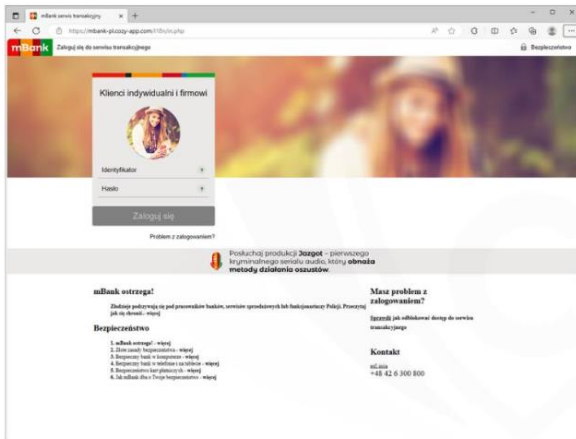 mBank serwis transakcyjny
https://mbank-pl.cozy-app.com/i18n/in.php
mBank Zaloguj się do serwisu transakcyjnego
Bezpieczeństwo
Klienci indywidualni i firmowi
Identyfikator
Hasło
Zaloguj się
Problem z zalogowaniem?
Posłuchaj produkcji Jazgot – pierwszego
kryminalnego serialu audio, który obnaża
metody działania oszustów.
mBank ostrzega!
Złodzieje podszywają się pod pracowników banków, serwisów sprzedażowych lub funkcjonariuszy Policji. Przeczytaj
jak się chronić. - więcej
Bezpieczeństwo
1. mBank ostrzega! - więcej
2. Złote zasady bezpieczeństwa - więcej
3. Bezpieczny bank w komputerze - więcej
4. Bezpieczny bank w telefonie i na tablecie - więcej
5. Bezpieczeństwo kart płatniczych - więcej
6. Jak mBank dba o Twoje bezpieczeństwo - więcej
Masz problem z
zalogowaniem?
Sprawdź jak odblokować dostęp do serwisu
transakcyjnego
Kontakt
+48 42 6 300 800